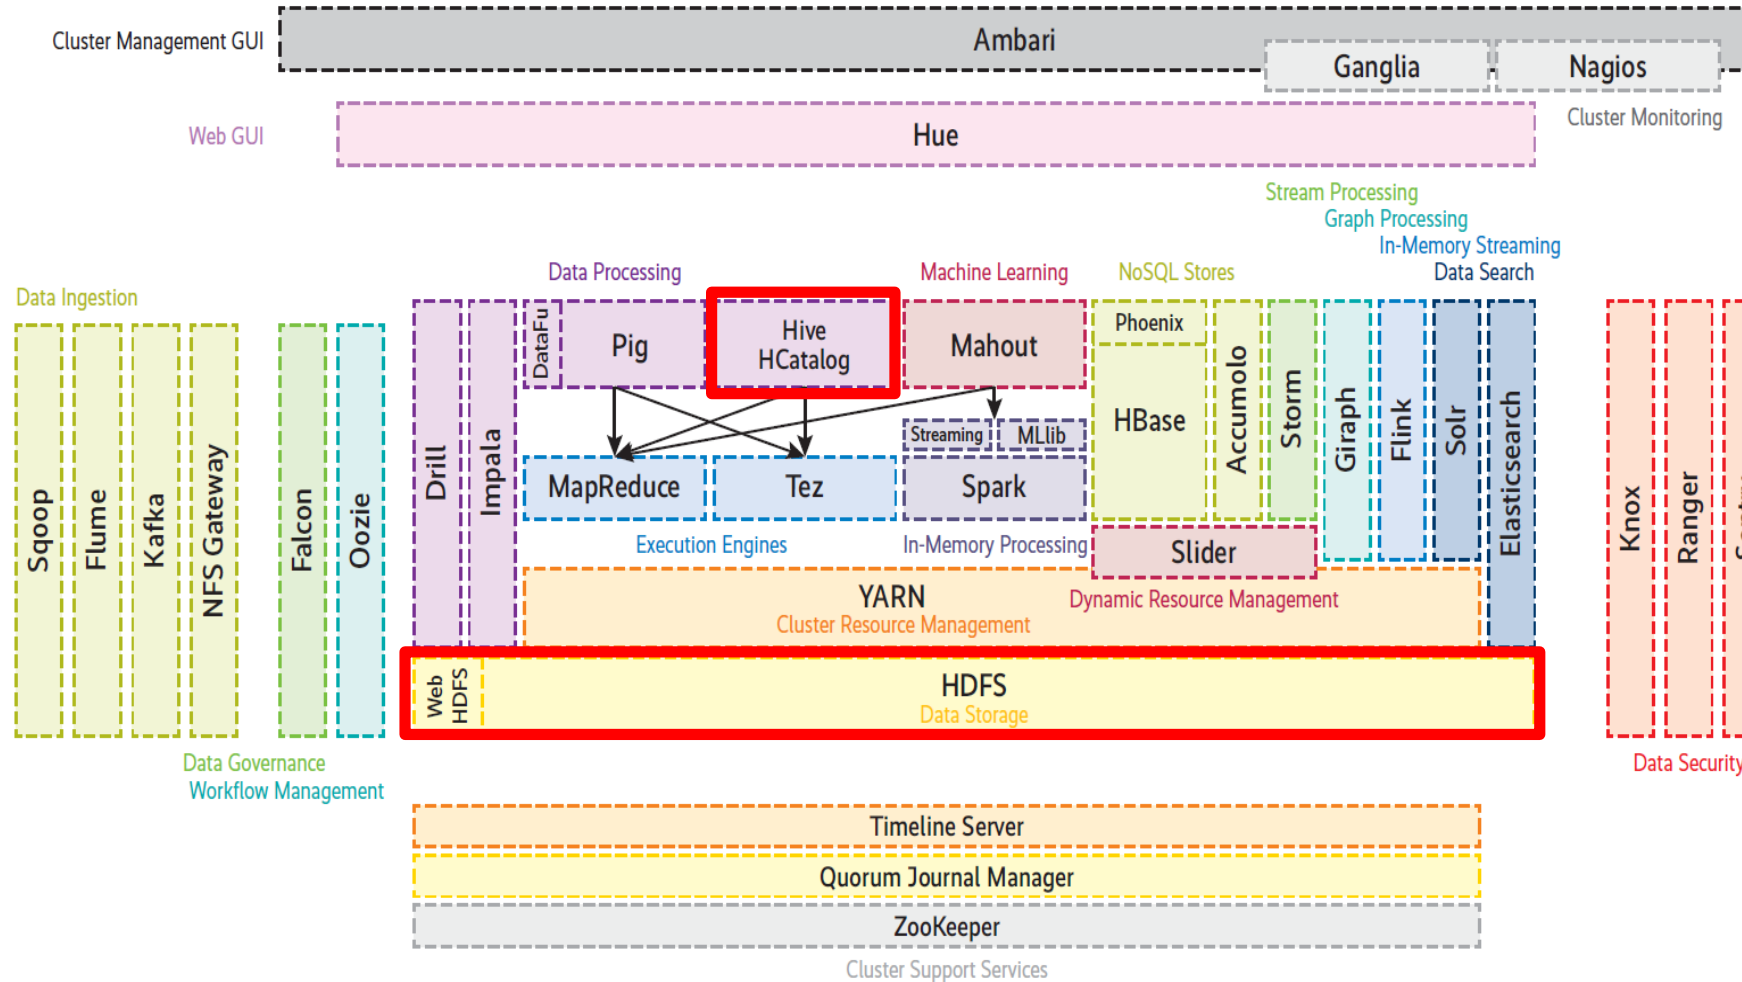 Cluster Management GUI
Ambari
Ganglia
Nagios
Cluster Monitoring
Web GUI
Hue
Stream Processing
Graph Processing
In-Memory Streaming
Data Search
Data Processing
Machine Learning
NoSQL Stores
Data Ingestion
Sqoop
Flume
Kafka
NFS Gateway
Falcon
Oozie
Drill
Impala
DataFu
Pig
Hive
HCatalog
Mahout
Phoenix
HBase
Accumolo
Storm
Giraph
Flink
Solr
Elasticsearch
Knox
Ranger
Streaming
MLlib
MapReduce
Tez
Spark
Execution Engines
In-Memory Processing
Slider
YARN
Cluster Resource Management
Dynamic Resource Management
Web
HDFS
HDFS
Data Storage
Data Governance
Workflow Management
Data Security
Timeline Server
Quorum Journal Manager
ZooKeeper
Cluster Support Services